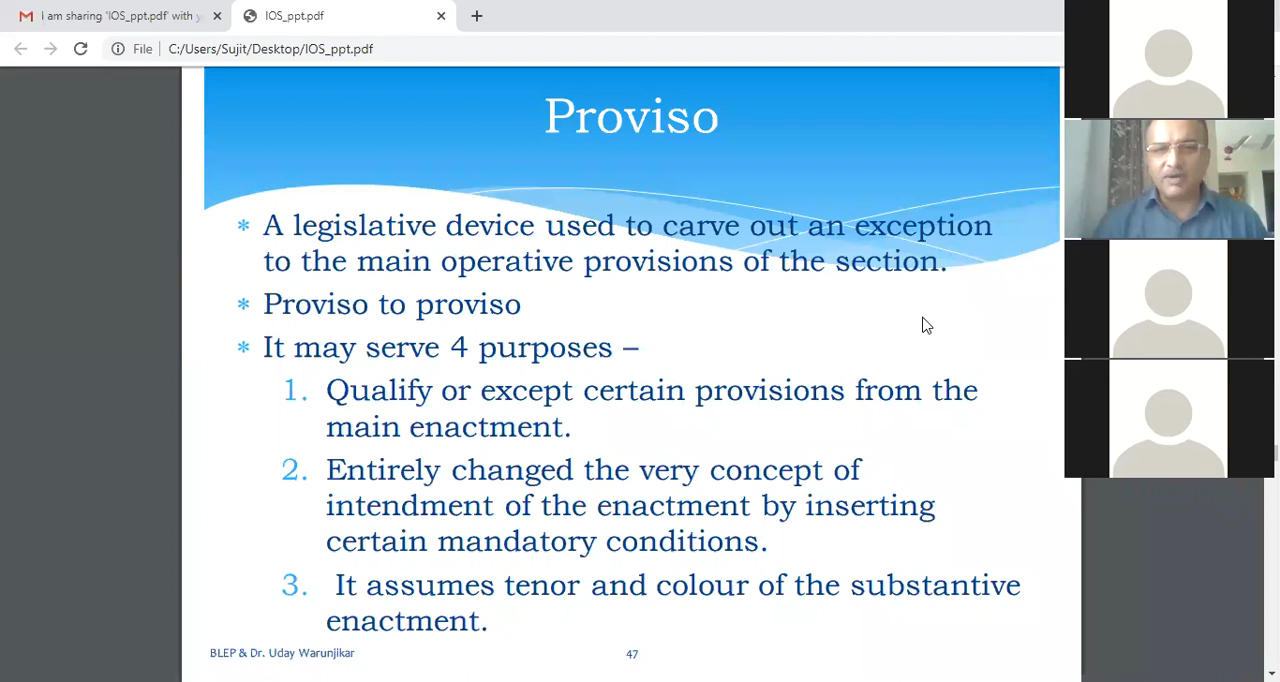 I am sharing 'IOS_ppt.pdf' with
IOS_ppt.pdf
File
C:/Users/Sujit/Desktop/IOS_ppt.pdf
Proviso
* A legislative device used to carve out an exception
to the main operative provisions of the section.
* Proviso to proviso
* It may serve 4 purposes –
1. Qualify or except certain provisions from the
main enactment.
2. Entirely changed the very concept of
intendment of the enactment by inserting
certain mandatory conditions.
3. It assumes tenor and colour of the substantive
enactment.
BLEP & Dr. Uday Warunjikar
47